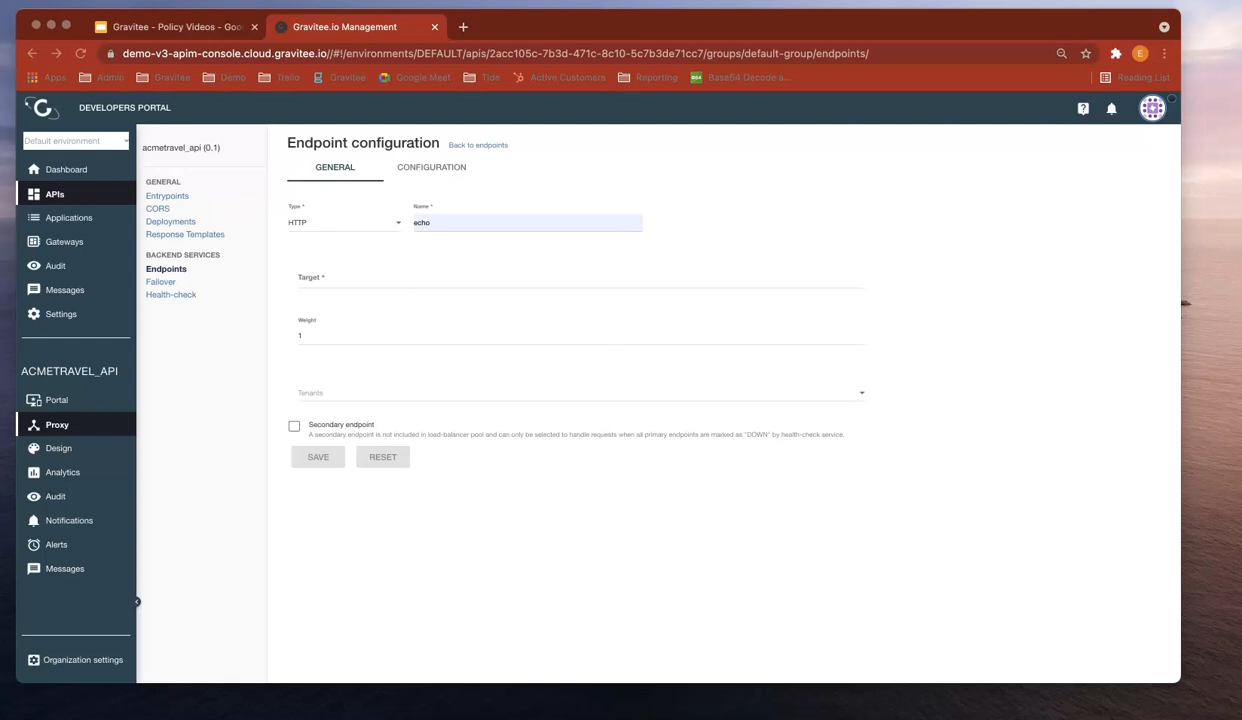 Gravitee - Policy Videos - Goo
Gravitee.io Management
demo-v3-apim-console.cloud.gravitee.io//#!/environments/DEFAULT/apis/2acc105c-7b3d-471c-8c10-5c7b3de71cc7/groups/default-group/endpoints/
E
Apps
Admin
Gravitee
Demo
Trello
Gravitee
Google Meet
Tide
Active Customers
Reporting
Base64 Decode a...
Reading List
DEVELOPERS PORTAL
Default environment
Dashboard
APIs
Applications
Gateways
Audit
Messages
Settings
ACMETRAVEL_API
Portal
Proxy
Design
Analytics
Audit
Notifications
Alerts
Messages
Organization settings
acmetravel_api (0.1)
GENERAL
Entrypoints
CORS
Deployments
Response Templates
BACKEND SERVICES
Endpoints
Failover
Health-check
Endpoint configuration
Back to endpoints
GENERAL
CONFIGURATION
Type *
HTTP
Name *
echo
Target *
Weight
1
Tenants
Secondary endpoint
A secondary endpoint is not included in load-balancer pool and can only be selected to handle requests when all primary endpoints are marked as "DOWN" by health-check service.
SAVE
RESET